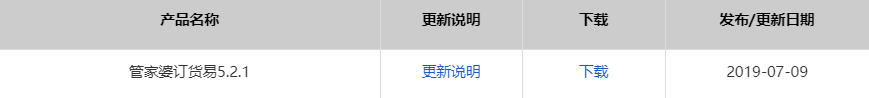 产品名称 更新说明 下载 发布/更新日期
管家婆订货易5.2.1 更新说明 下载 2019-07-09